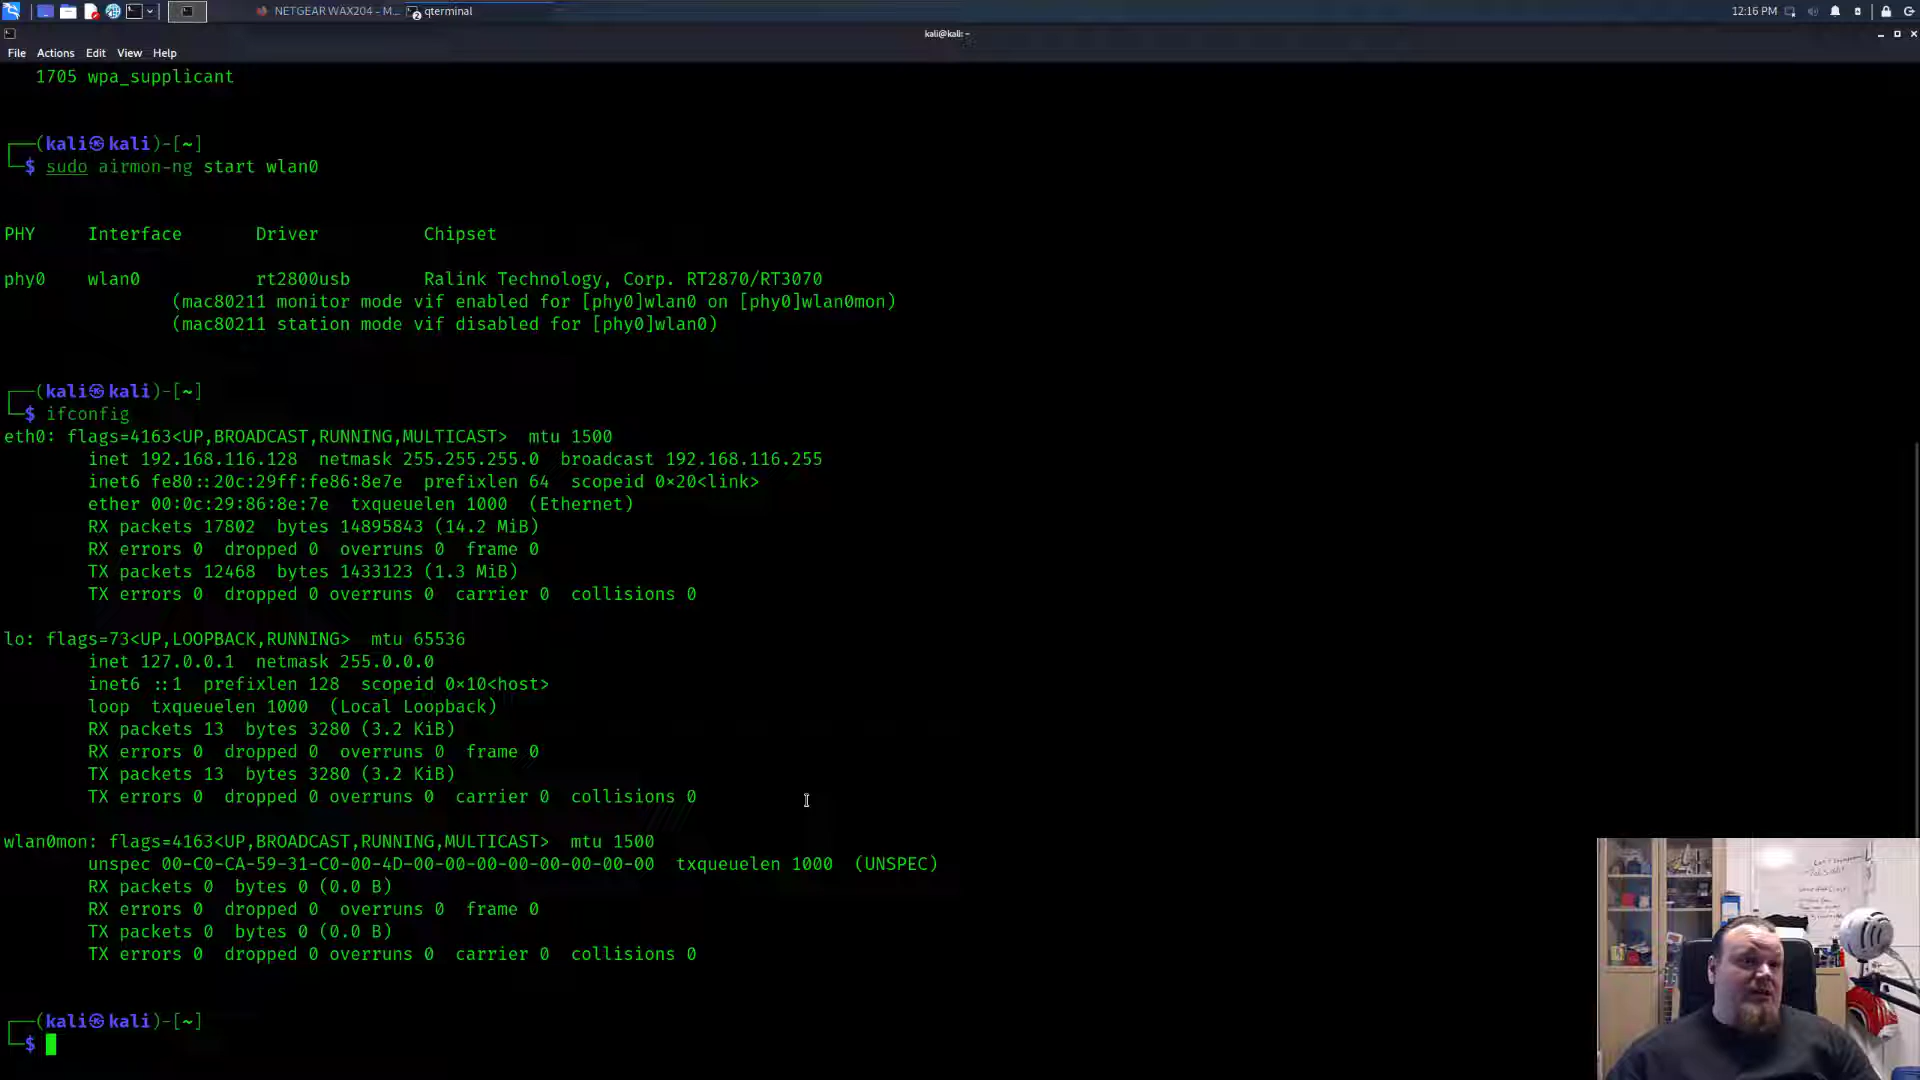 NETGEAR WAX204 – M...
qterminal
12:16 PM
kali@kali: ~
File Actions Edit View Help
1705 wpa_supplicant
┌──(kali㉿kali)-[~]
└─$ sudo airmon-ng start wlan0
PHY Interface Driver Chipset
phy0 wlan0 rt2800usb Ralink Technology, Corp. RT2870/RT3070
(mac80211 monitor mode vif enabled for [phy0]wlan0 on [phy0]wlan0mon)
(mac80211 station mode vif disabled for [phy0]wlan0)
┌──(kali㉿kali)-[~]
└─$ ifconfig
eth0: flags=4163<UP,BROADCAST,RUNNING,MULTICAST> mtu 1500
inet 192.168.116.128 netmask 255.255.255.0 broadcast 192.168.116.255
inet6 fe80::20c:29ff:fe86:8e7e prefixlen 64 scopeid 0×20<link>
ether 00:0c:29:86:8e:7e txqueuelen 1000 (Ethernet)
RX packets 17802 bytes 14895843 (14.2 MiB)
RX errors 0 dropped 0 overruns 0 frame 0
TX packets 12468 bytes 1433123 (1.3 MiB)
TX errors 0 dropped 0 overruns 0 carrier 0 collisions 0
lo: flags=73<UP,LOOPBACK,RUNNING> mtu 65536
inet 127.0.0.1 netmask 255.0.0.0
inet6 ::1 prefixlen 128 scopeid 0×10<host>
loop txqueuelen 1000 (Local Loopback)
RX packets 13 bytes 3280 (3.2 KiB)
RX errors 0 dropped 0 overruns 0 frame 0
TX packets 13 bytes 3280 (3.2 KiB)
TX errors 0 dropped 0 overruns 0 carrier 0 collisions 0
wlan0mon: flags=4163<UP,BROADCAST,RUNNING,MULTICAST> mtu 1500
unspec 00-C0-CA-59-31-C0-00-4D-00-00-00-00-00-00-00-00 txqueuelen 1000 (UNSPEC)
RX packets 0 bytes 0 (0.0 B)
RX errors 0 dropped 0 overruns 0 frame 0
TX packets 0 bytes 0 (0.0 B)
TX errors 0 dropped 0 overruns 0 carrier 0 collisions 0
┌──(kali㉿kali)-[~]
└─$